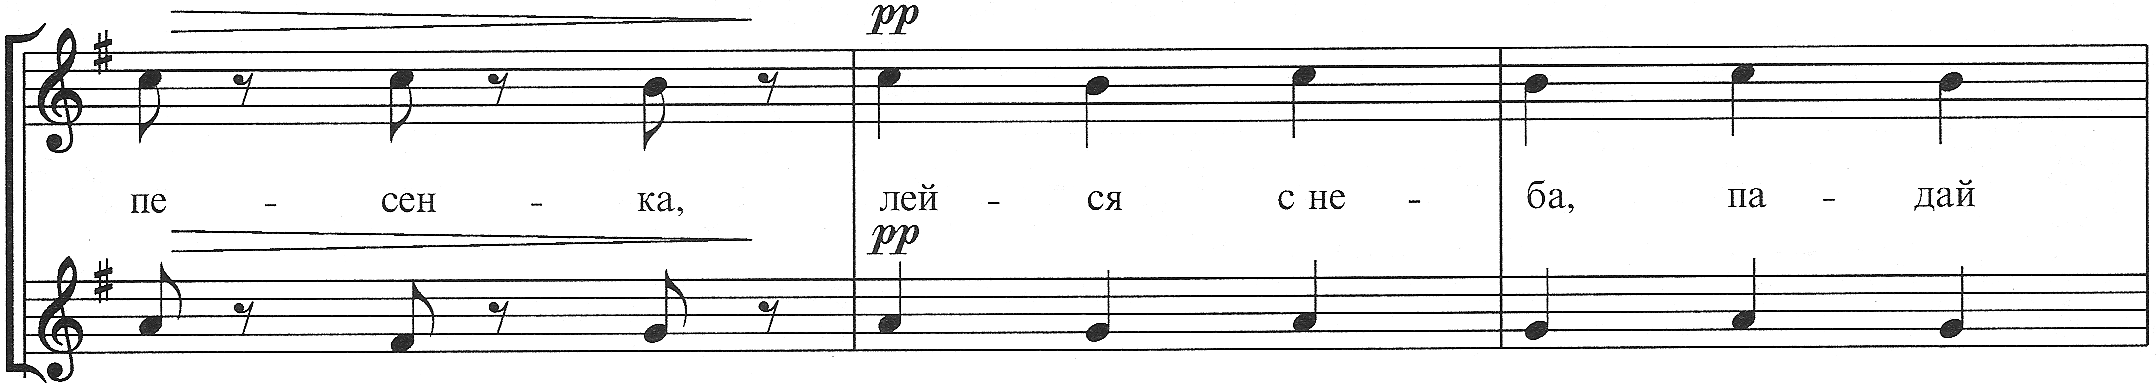 pp
пе - сен - ка, лей - ся с не - ба, па - дай
pp